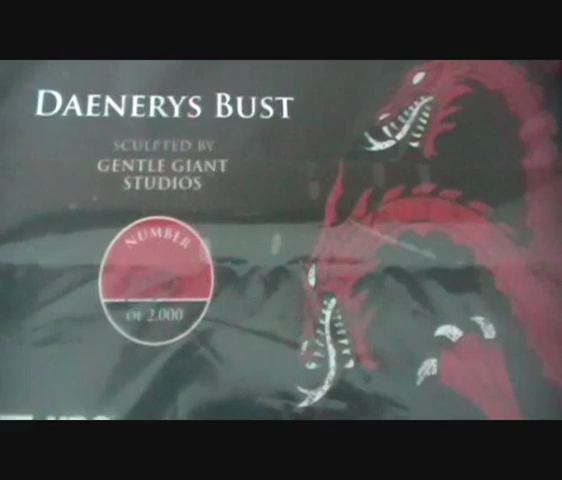 DAENERYS BUST
SCULPTED BY
GENTLE GIANT
STUDIOS
NUMBER
OF 2,000